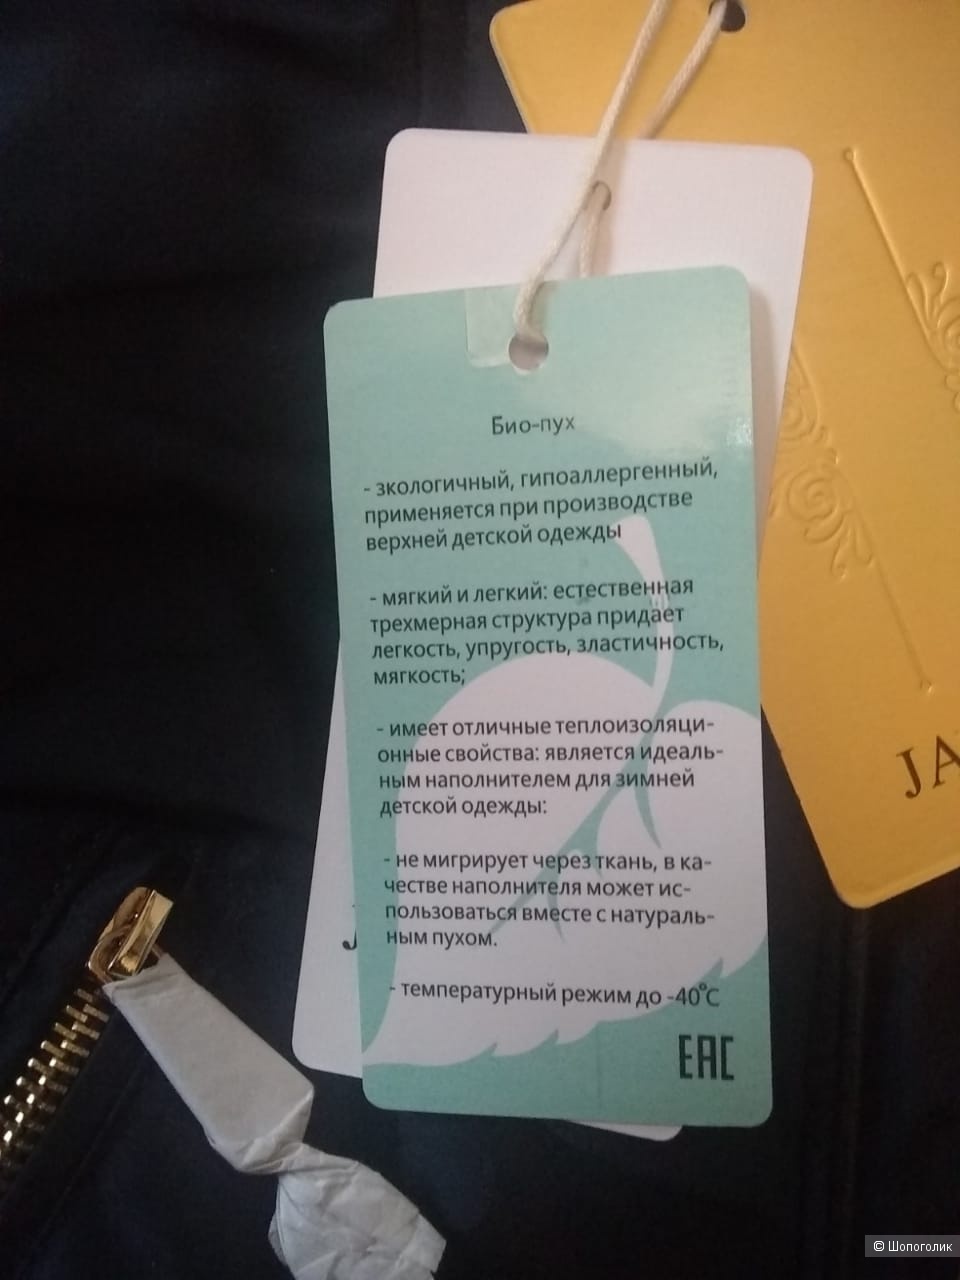 Био-пух
- зкологичный, гипоаллергенный,
применяется при производстве
верхней детской одежды
- мягкий и легкий: естественная
трехмерная структура придает
легкость, упругость, зластичность,
мягкость;
- имеет отличные теплоизоляци-
онные свойства: является идеаль-
ным наполнителем для зимней
детской одежды:
- не мигрирует через ткань, в ка-
честве наполнителя может ис-
пользоваться вместе с натураль-
ным пухом.
- температурный режим до -40°С
EAC
JA
J
© Шопоголик